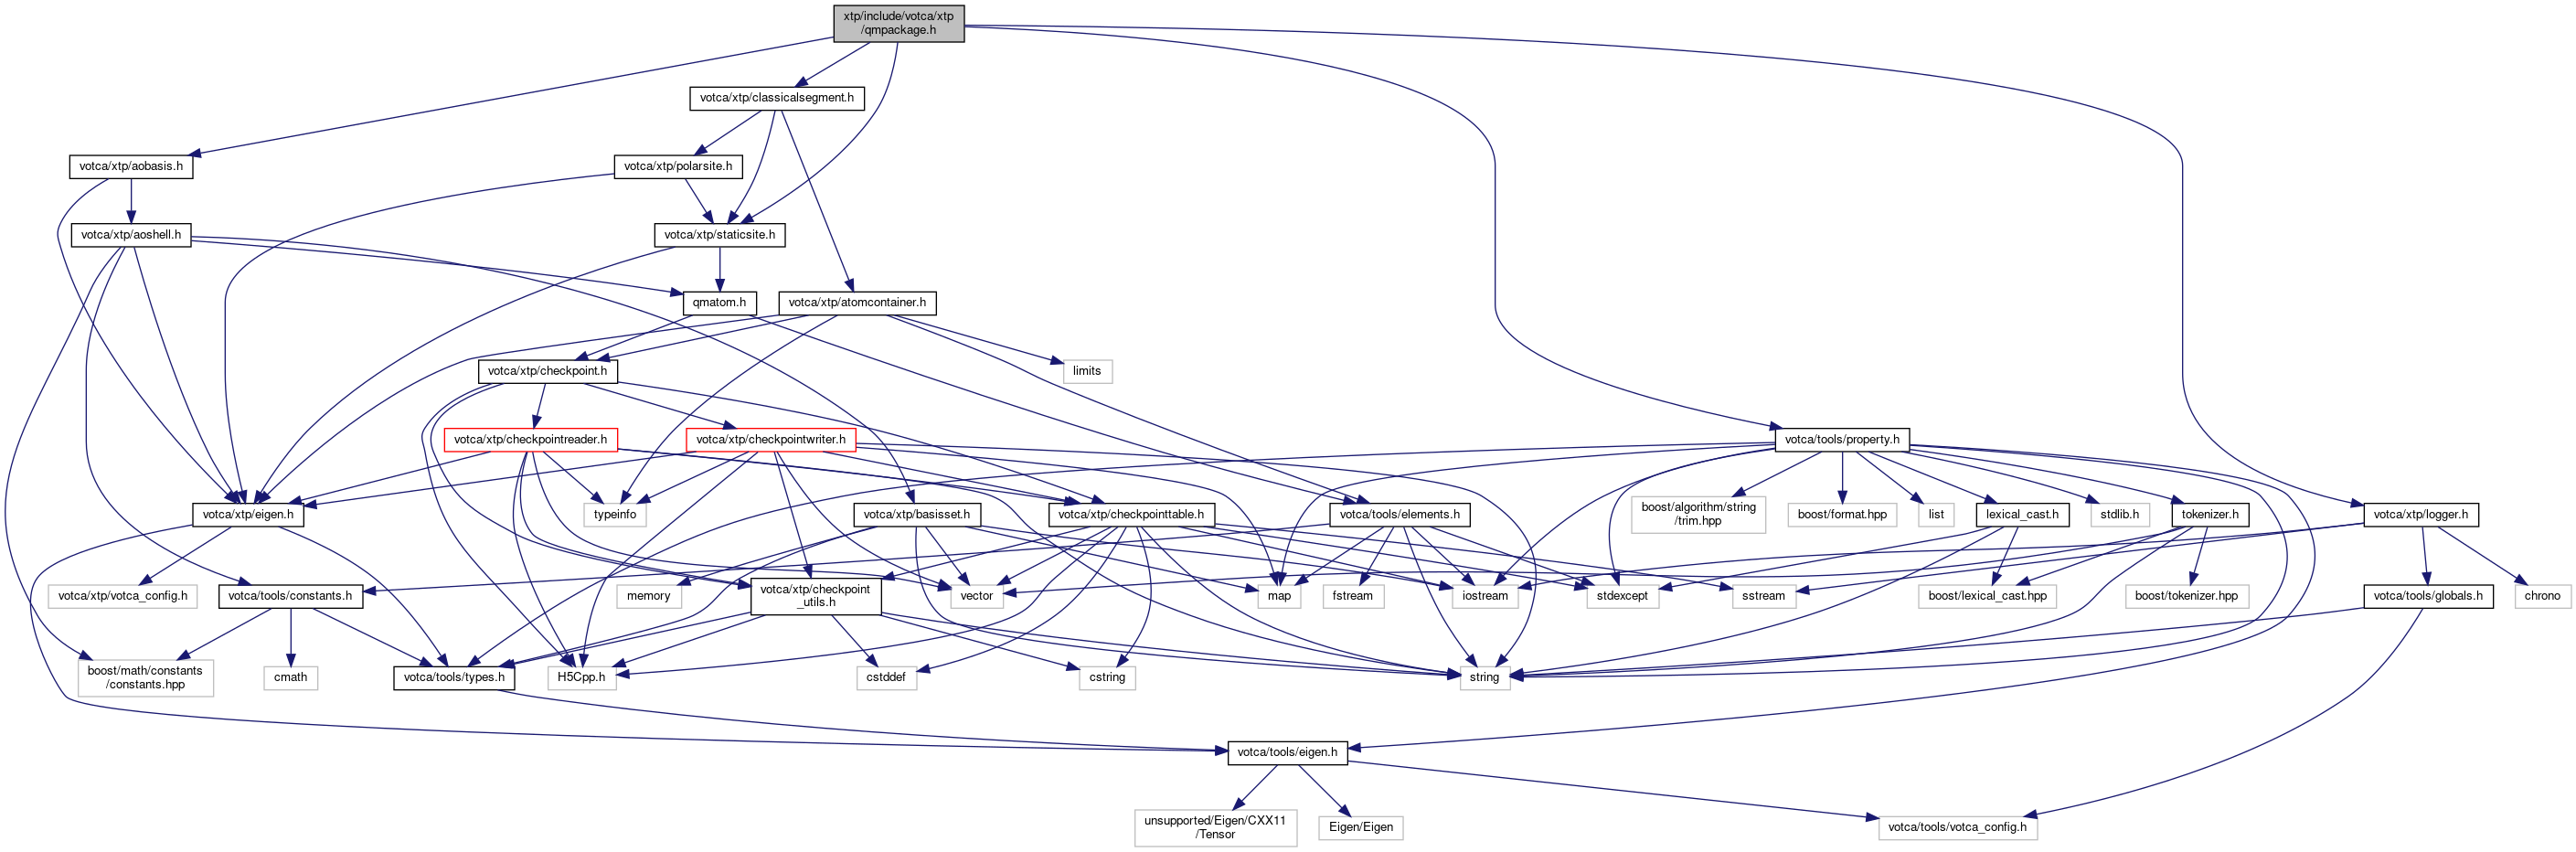 xtp/include/votca/xtp
/qmpackage.h
votca/xtp/classicalsegment.h
votca/xtp/aobasis.h
votca/xtp/polarsite.h
votca/xtp/aoshell.h
votca/xtp/staticsite.h
qmatom.h
votca/xtp/atomcontainer.h
votca/xtp/checkpoint.h
limits
votca/xtp/checkpointreader.h
votca/xtp/checkpointwriter.h
votca/tools/property.h
votca/xtp/eigen.h
typeinfo
votca/xtp/basisset.h
votca/xtp/checkpointtable.h
votca/tools/elements.h
boost/algorithm/string
/trim.hpp
boost/format.hpp
list
lexical_cast.h
stdlib.h
tokenizer.h
votca/xtp/logger.h
votca/xtp/votca_config.h
votca/tools/constants.h
memory
votca/xtp/checkpoint
_utils.h
vector
map
fstream
iostream
stdexcept
sstream
boost/lexical_cast.hpp
boost/tokenizer.hpp
votca/tools/globals.h
chrono
boost/math/constants
/constants.hpp
cmath
votca/tools/types.h
H5Cpp.h
cstddef
cstring
string
votca/tools/eigen.h
unsupported/Eigen/CXX11
/Tensor
Eigen/Eigen
votca/tools/votca_config.h